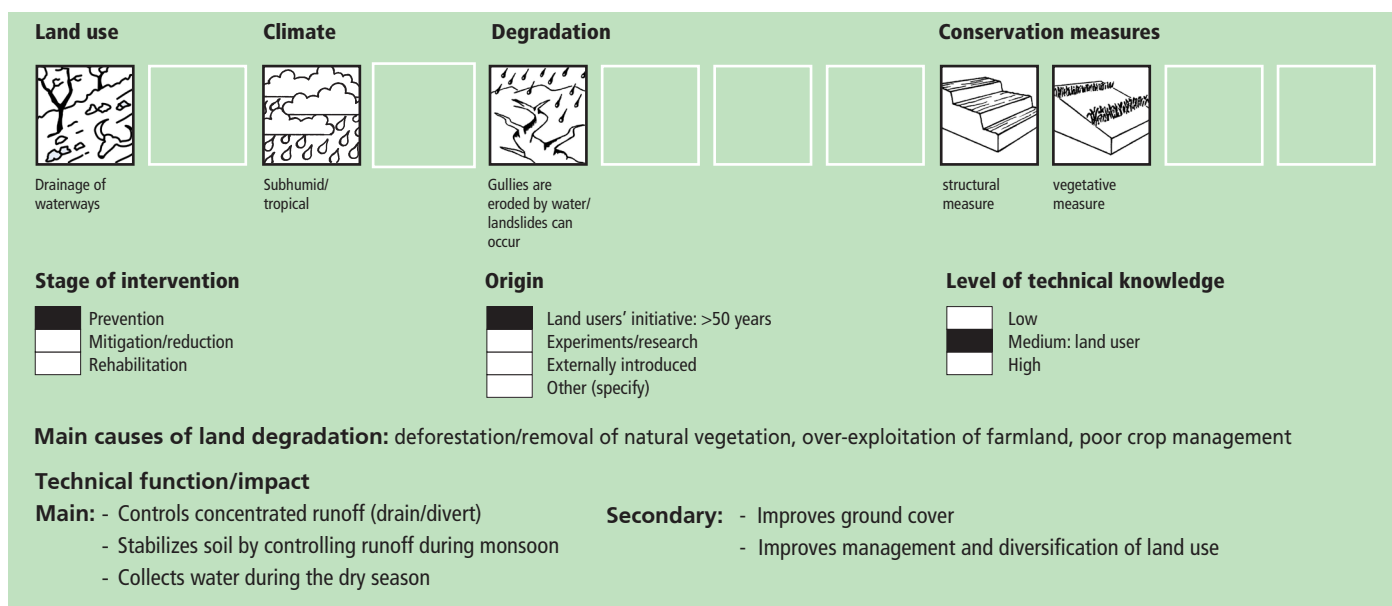 Land use
Climate
Degradation
Conservation measures
Drainage of
waterways
Subhumid/
tropical
Gullies are
eroded by water/
landslides can
occur
structural
measure
vegetative
measure
Stage of intervention
Prevention
Mitigation/reduction
Rehabilitation
Origin
Land users' initiative: >50 years
Experiments/research
Externally introduced
Other (specify)
Level of technical knowledge
Low
Medium: land user
High
Main causes of land degradation: deforestation/removal of natural vegetation, over-exploitation of farmland, poor crop management
Technical function/impact
Main: - Controls concentrated runoff (drain/divert)
- Stabilizes soil by controlling runoff during monsoon
- Collects water during the dry season
Secondary: - Improves ground cover
- Improves management and diversification of land use